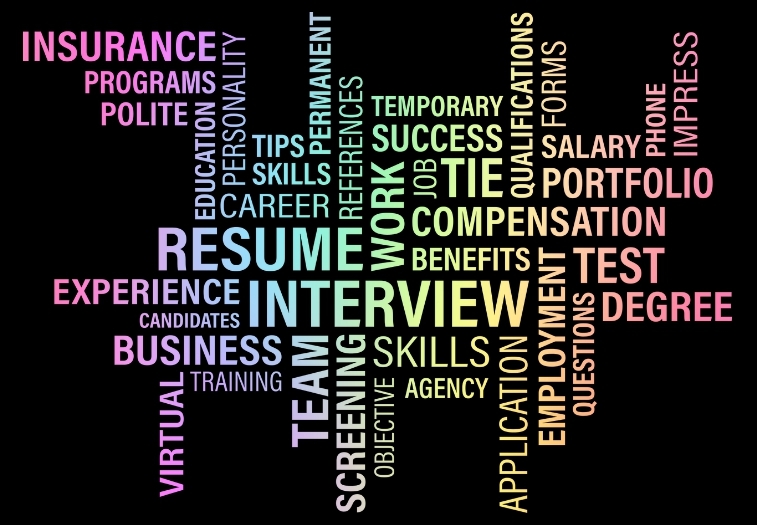 INSURANCE
PROGRAMS
POLITE
EDUCATION
PERSONALITY
PERMANENT
TIPS
SKILLS
CAREER
REFERENCES
TEMPORARY
SUCCESS
WORK
JOB
TIE
QUALIFICATIONS
FORMS
SALARY
PHONE
IMPRESS
PORTFOLIO
COMPENSATION
RESUME
BENEFITS
TEST
EXPERIENCE
CANDIDATES
INTERVIEW
EMPLOYMENT
QUESTIONS
DEGREE
BUSINESS
TRAINING
VIRTUAL
TEAM
SCREENING
SKILLS
OBJECTIVE
AGENCY
APPLICATION